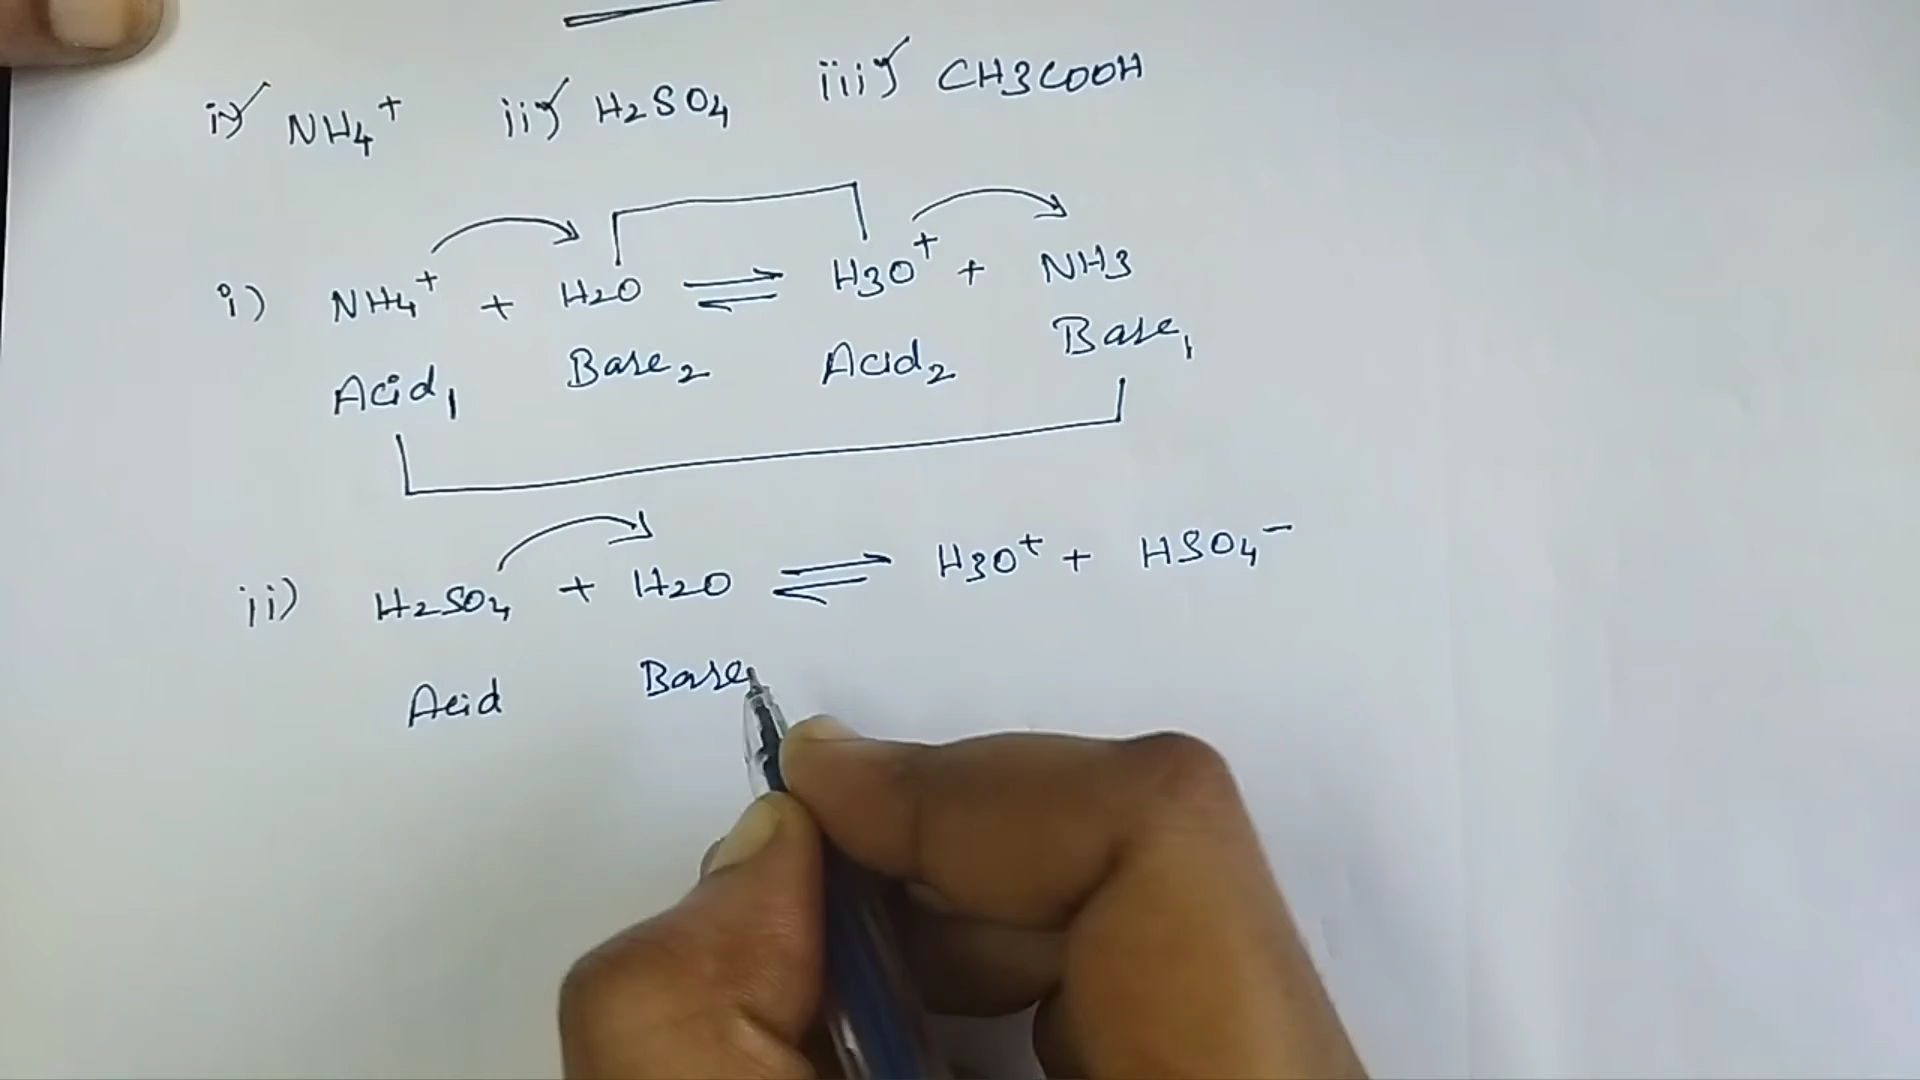 i) NH4+ ii) H2SO4 iii) CH3COOH
i) NH4+ + H2O ⇌ H3O+ + NH3
Acid1 Base2 Acid2 Base1
ii) H2SO4 + H2O ⇌ H3O+ + HSO4-
Acid Base